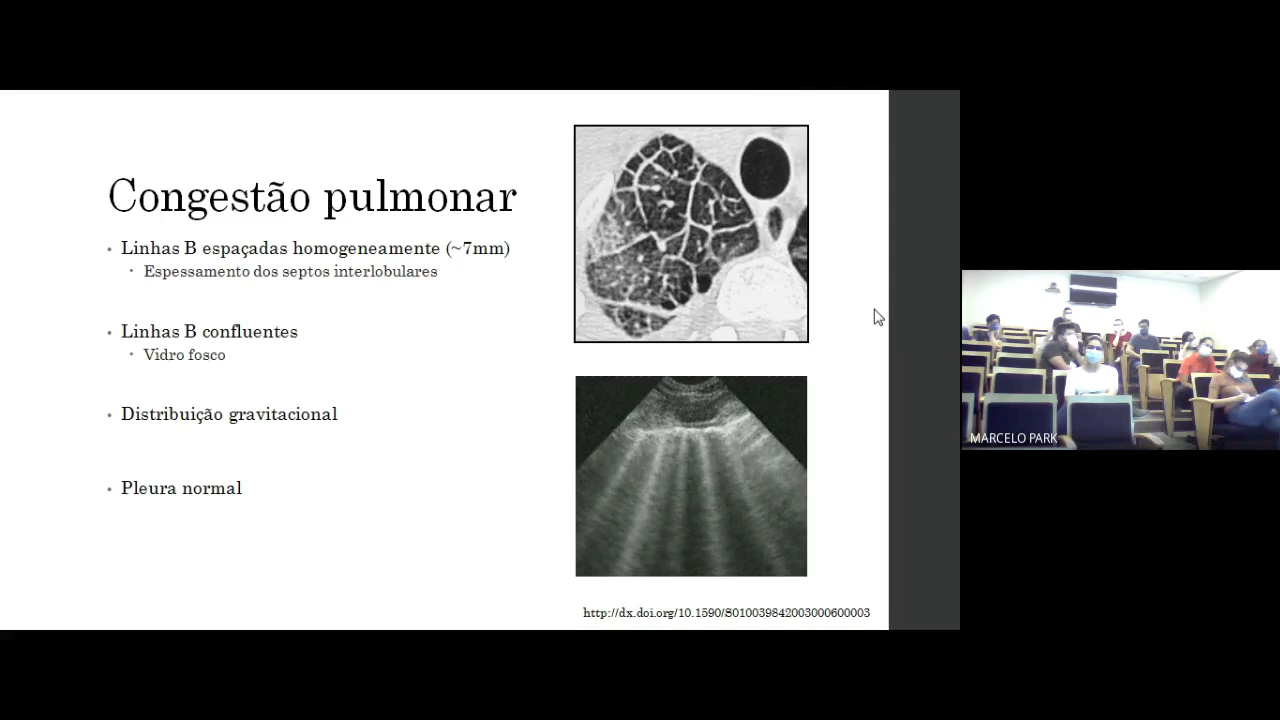 Congestão pulmonar
• Linhas B espaçadas homogeneamente (~7mm)
• Espessamento dos septos interlobulares
• Linhas B confluentes
• Vidro fosco
• Distribuição gravitacional
• Pleura normal
http://dx.doi.org/10.1590/S010039842003000600003
MARCELO PARK